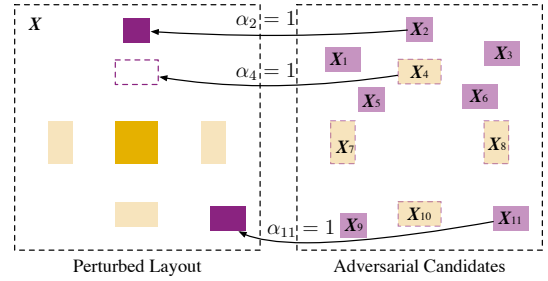 X
α2 = 1
α4 = 1
α11 = 1
Perturbed Layout
X2
X1
X3
X4
X5
X6
X7
X8
X9
X10
X11
Adversarial Candidates